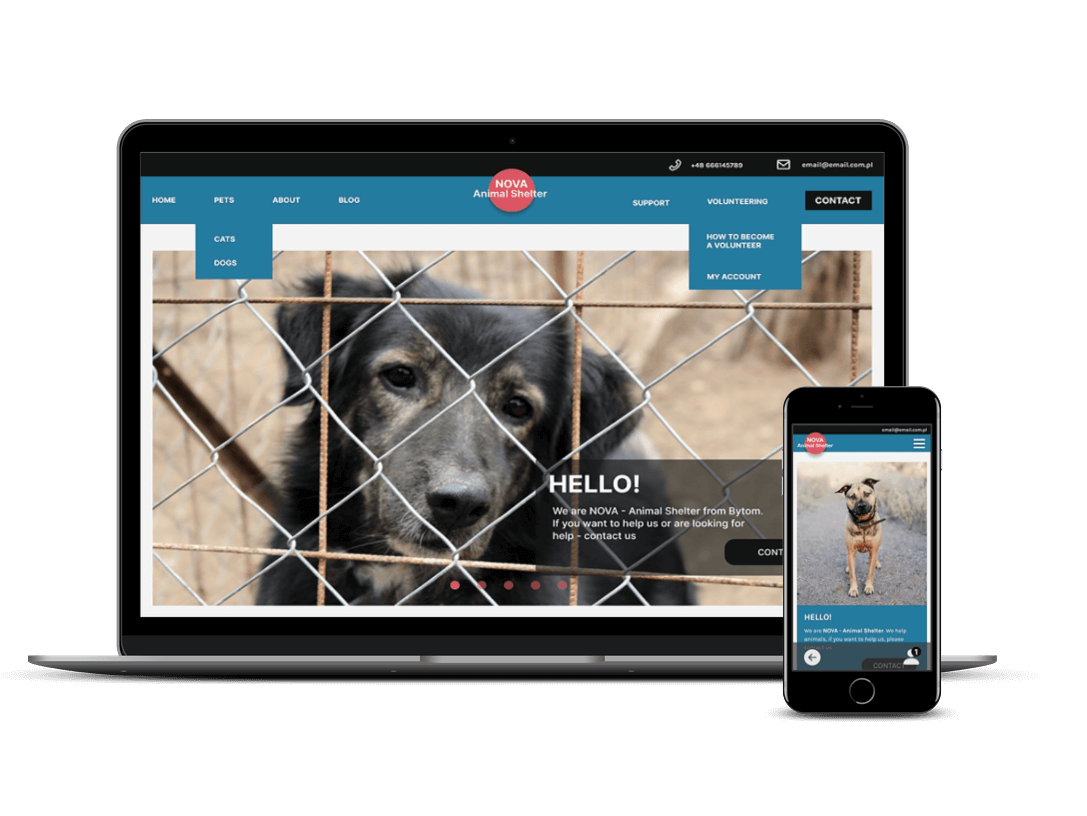 +48 666145789
email@email.com.pl
HOME
PETS
ABOUT
BLOG
NOVA
Animal Shelter
SUPPORT
VOLUNTEERING
CONTACT
CATS
DOGS
HOW TO BECOME
A VOLUNTEER
MY ACCOUNT
HELLO!
We are NOVA - Animal Shelter from Bytom.
If you want to help us or are looking for
help - contact us
CONT
email@email.com.pl
NOVA
Animal Shelter
HELLO!
We are NOVA - Animal Shelter. We help
animals, if you want to help us, please
CONTACT
1